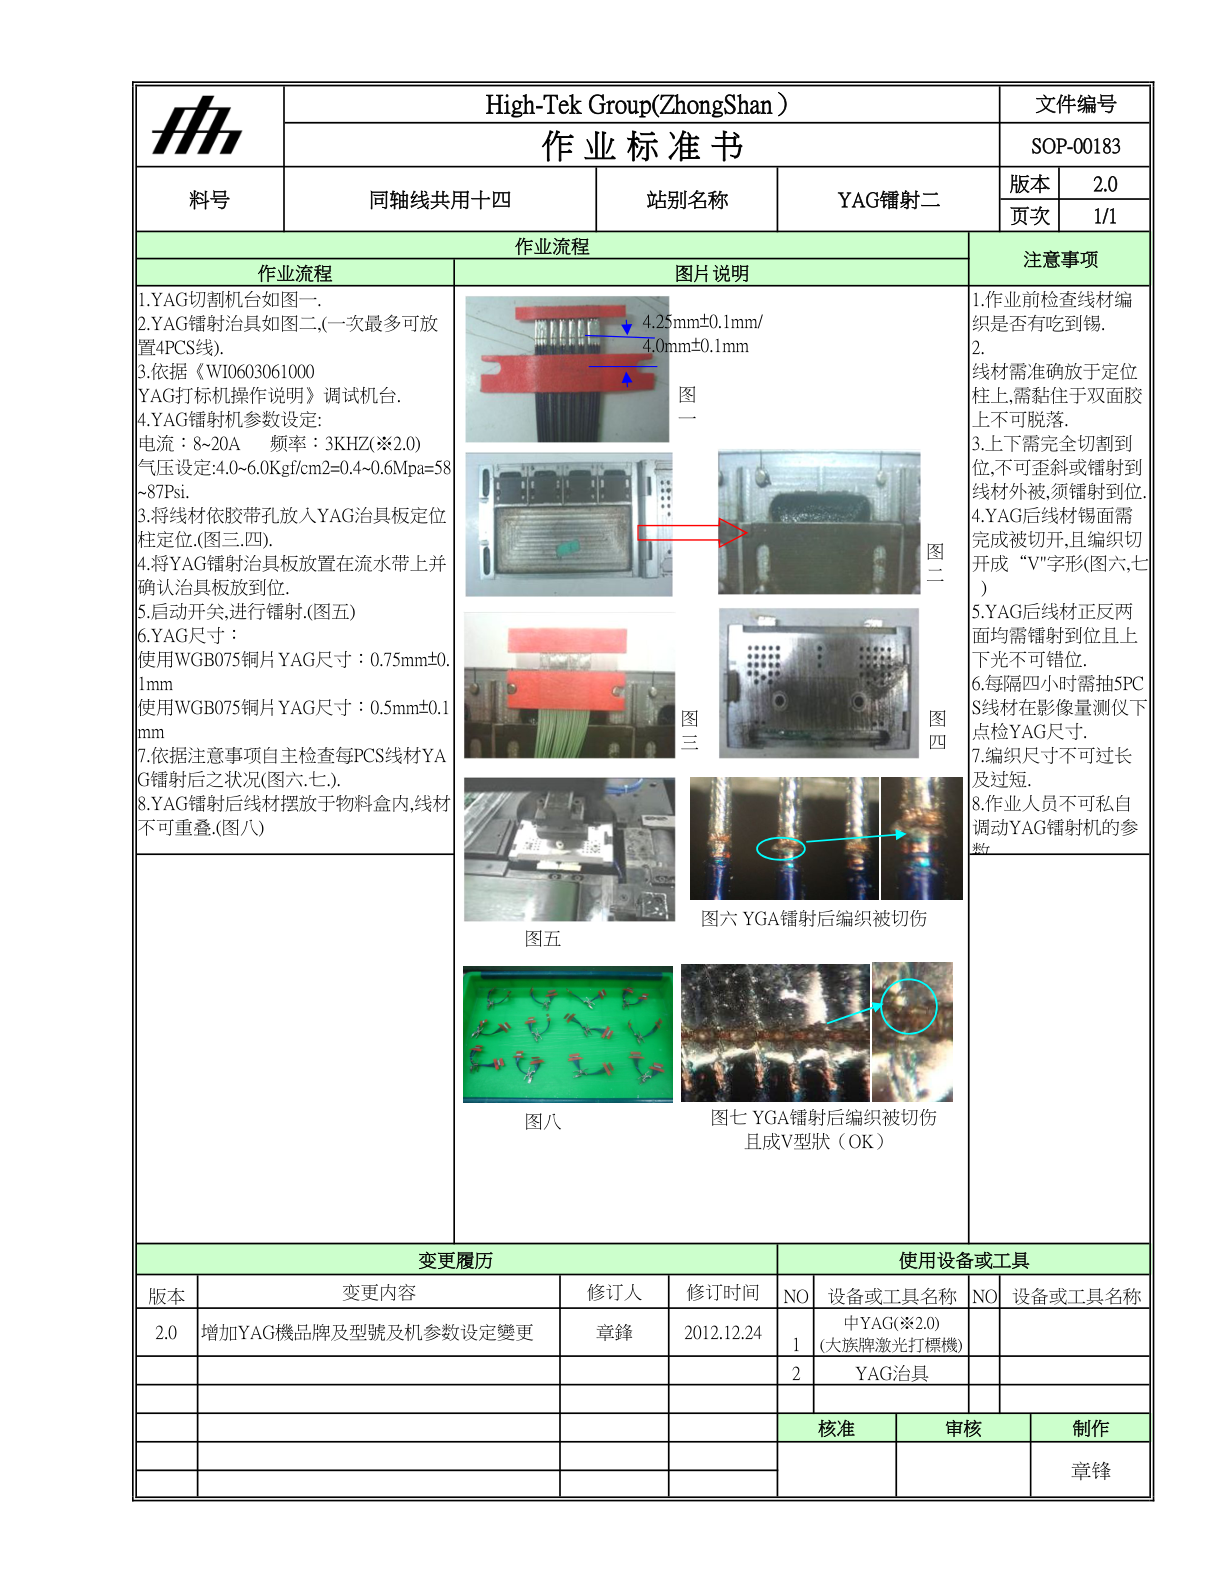 High-Tek Group(ZhongShan）
文件编号
作 业 标 准 书
SOP-00183
料号
同轴线共用十四
站别名称
YAG镭射二
版本
2.0
页次
1/1
作业流程
注意事项
作业流程
图片说明
1.YAG切割机台如图一.
2.YAG镭射治具如图二,(一次最多可放
置4PCS线).
3.依据《WI0603061000
YAG打标机操作说明》调试机台.
4.YAG镭射机参数设定:
电流：8~20A 频率：3KHZ(※2.0)
气压设定:4.0~6.0Kgf/cm2=0.4~0.6Mpa=58
~87Psi.
3.将线材依胶带孔放入YAG治具板定位
柱定位.(图三.四).
4.将YAG镭射治具板放置在流水带上并
确认治具板放到位.
5.启动开关,进行镭射.(图五)
6.YAG尺寸：
使用WGB075铜片YAG尺寸：0.75mm±0.
1mm
使用WGB075铜片YAG尺寸：0.5mm±0.1
mm
7.依据注意事项自主检查每PCS线材YA
G镭射后之状况(图六.七.).
8.YAG镭射后线材摆放于物料盒内,线材
不可重叠.(图八)
4.25mm±0.1mm/
4.0mm±0.1mm
图
一
图
二
图
三
图
四
图五
图六 YGA镭射后编织被切伤
图八
图七 YGA镭射后编织被切伤
且成V型狀（OK）
1.作业前检查线材编
织是否有吃到锡.
2.
线材需准确放于定位
柱上,需黏住于双面胶
上不可脱落.
3.上下需完全切割到
位,不可歪斜或镭射到
线材外被,须镭射到位.
4.YAG后线材锡面需
完成被切开,且编织切
开成“V"字形(图六,七
)
5.YAG后线材正反两
面均需镭射到位且上
下光不可错位.
6.每隔四小时需抽5PC
S线材在影像量测仪下
点检YAG尺寸.
7.编织尺寸不可过长
及过短.
8.作业人员不可私自
调动YAG镭射机的参
数
变更履历
使用设备或工具
版本
变更内容
修订人
修订时间
NO
设备或工具名称
NO
设备或工具名称
2.0
增加YAG機品牌及型號及机参数设定變更
章鋒
2012.12.24
1
中YAG(※2.0)
(大族牌激光打標機)
2
YAG治具
核准
审核
制作
章锋